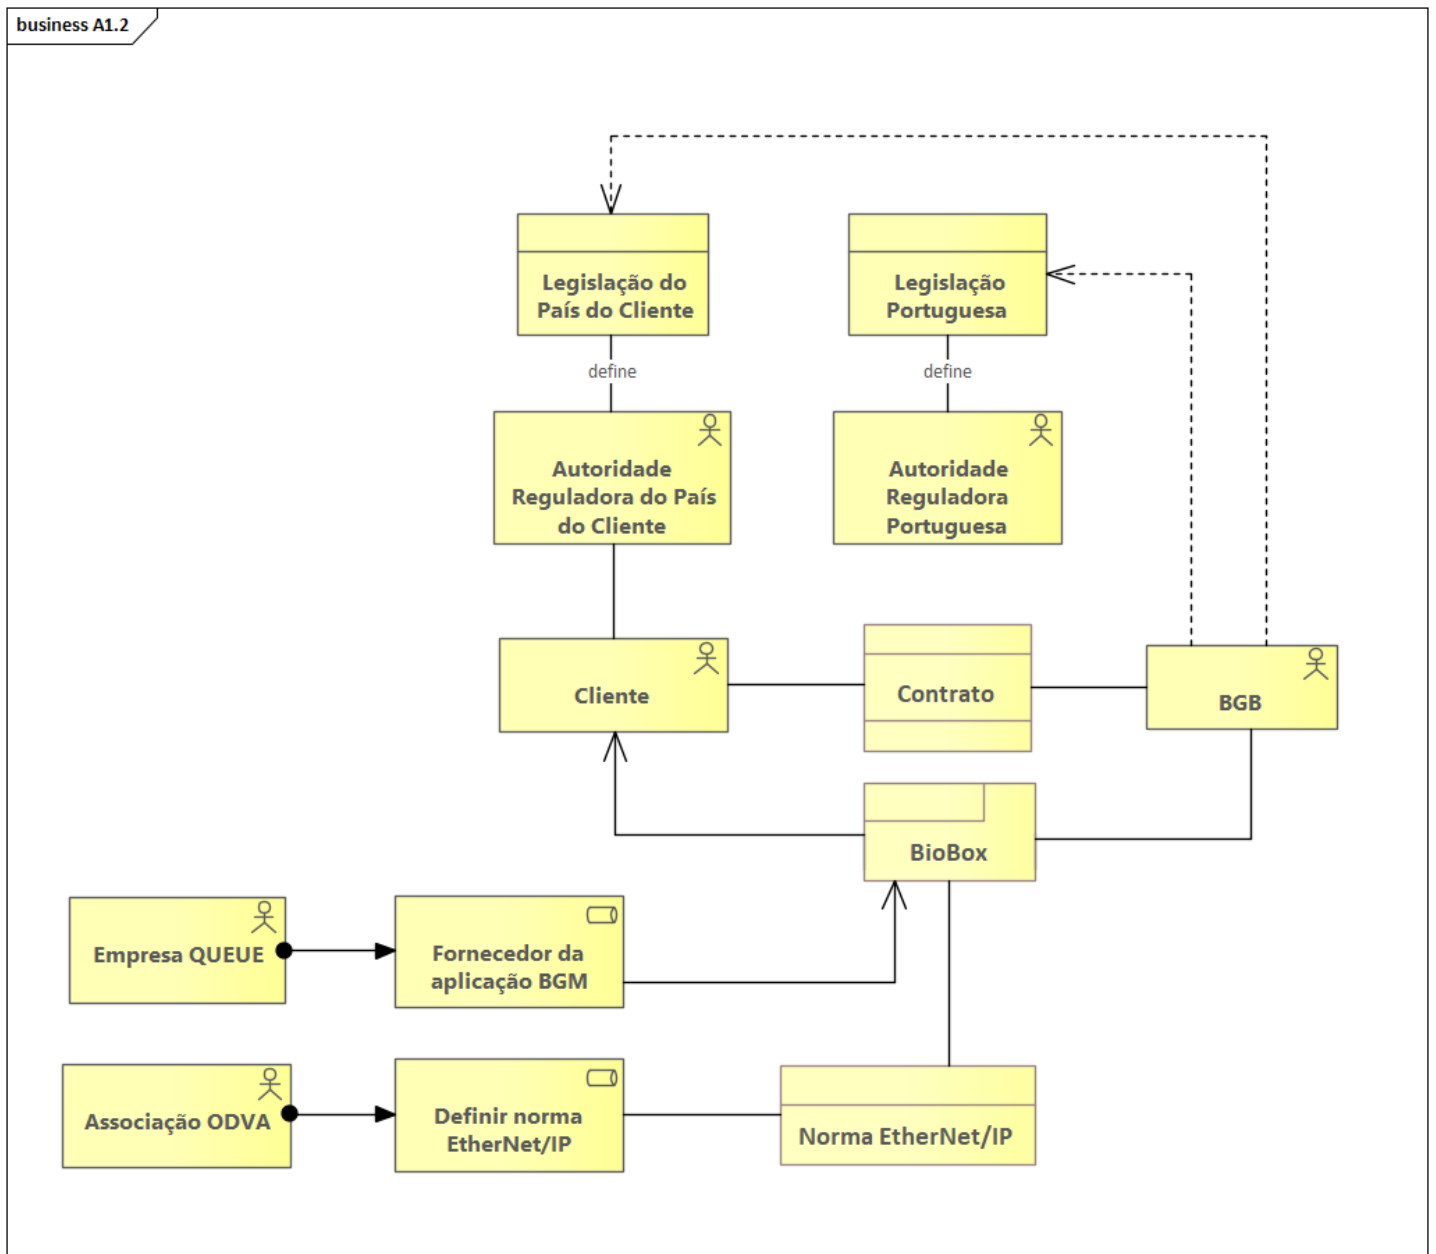 business A1.2
Legislação do
País do Cliente
Legislação
Portuguesa
define
define
Autoridade
Reguladora do País
do Cliente
Autoridade
Reguladora
Portuguesa
Cliente
Contrato
BGB
BioBox
Empresa QUEUE
Fornecedor da
aplicação BGM
Associação ODVA
Definir norma
EtherNet/IP
Norma EtherNet/IP